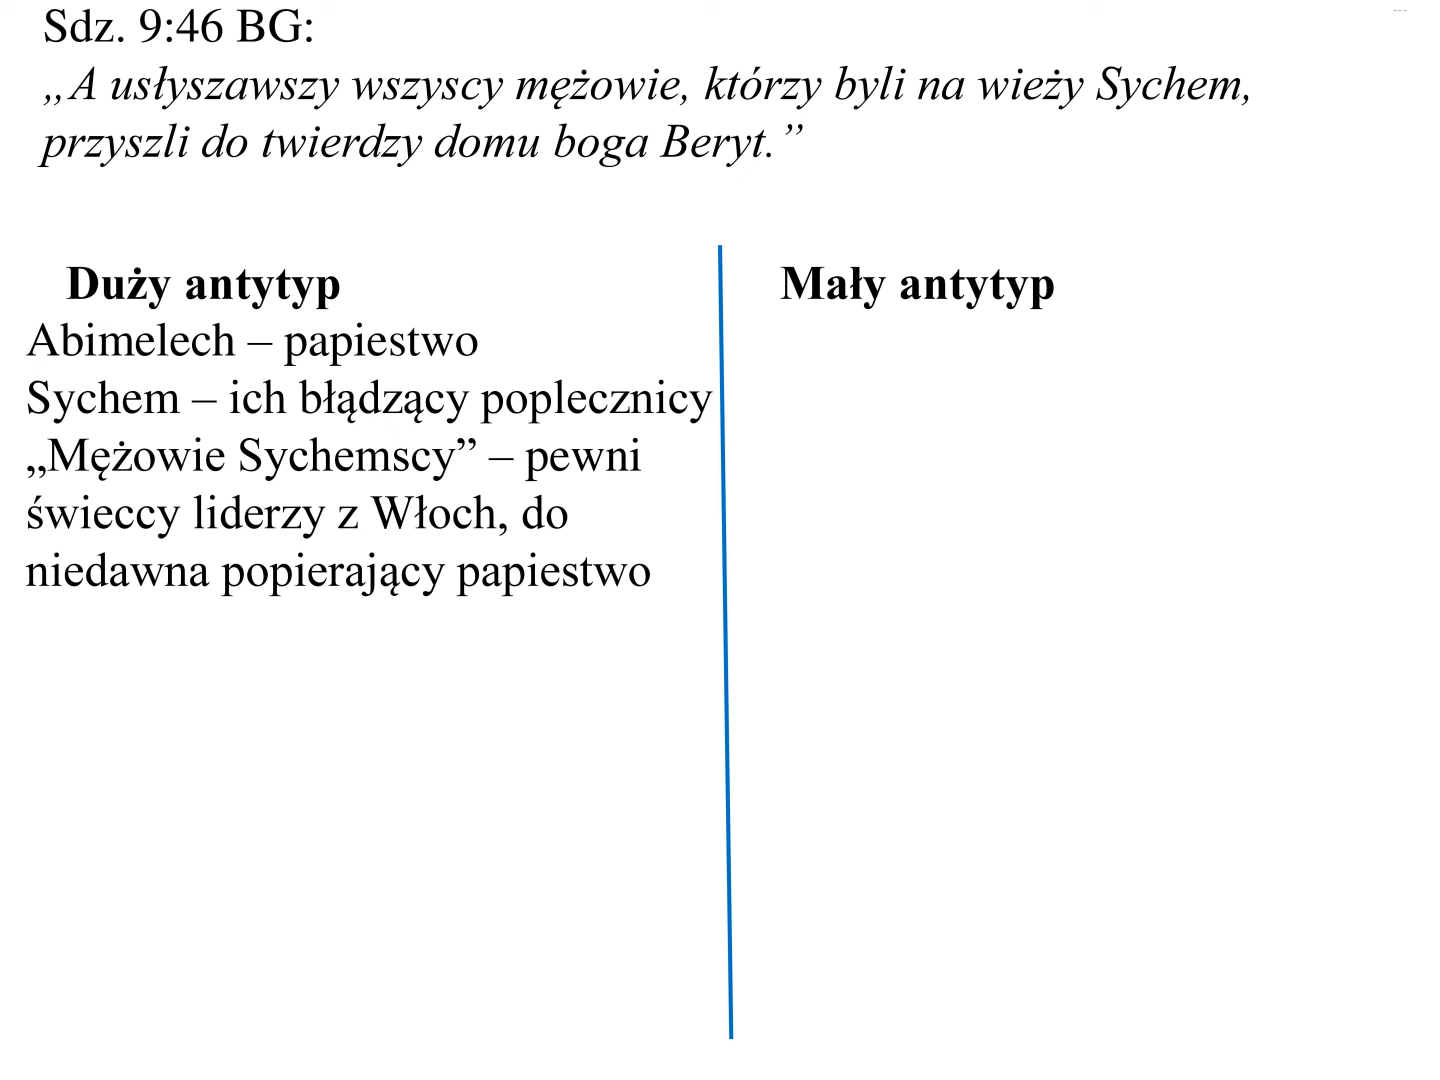 Sdz. 9:46 BG:
„A usłyszawszy wszyscy mężowie, którzy byli na wieży Sychem,
przyszli do twierdzy domu boga Beryt.”
Duży antytyp
Abimelech – papiestwo
Sychem – ich błądzący poplecznicy
„Mężowie Sychemscy” – pewni
świeccy liderzy z Włoch, do
niedawna popierający papiestwo
Mały antytyp